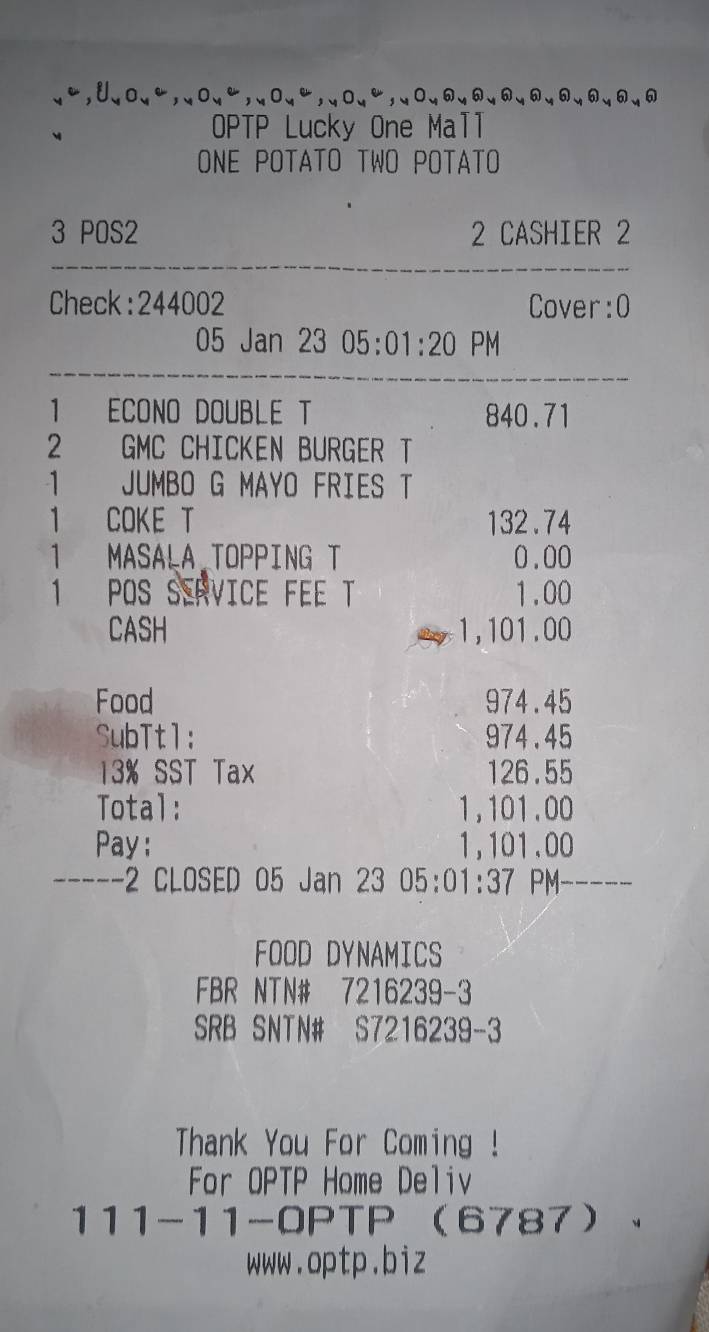 OPTP Lucky One Mall
ONE POTATO TWO POTATO
3 POS2 2 CASHIER 2
Check:244002 Cover:0
05 Jan 23 05:01:20 PM
1 ECONO DOUBLE T 840.71
2 GMC CHICKEN BURGER T
1 JUMBO G MAYO FRIES T
1 COKE T 132.74
1 MASALA TOPPING T 0.00
1 POS SERVICE FEE T 1.00
CASH 1,101.00
Food 974.45
SubTtl: 974.45
13% SST Tax 126.55
Total: 1,101.00
Pay: 1,101.00
-----2 CLOSED 05 Jan 23 05:01:37 PM-----
FOOD DYNAMICS
FBR NTN# 7216239-3
SRB SNTN# S7216239-3
Thank You For Coming !
For OPTP Home Deliv
111-11-OPTP (6787)
www.optp.biz